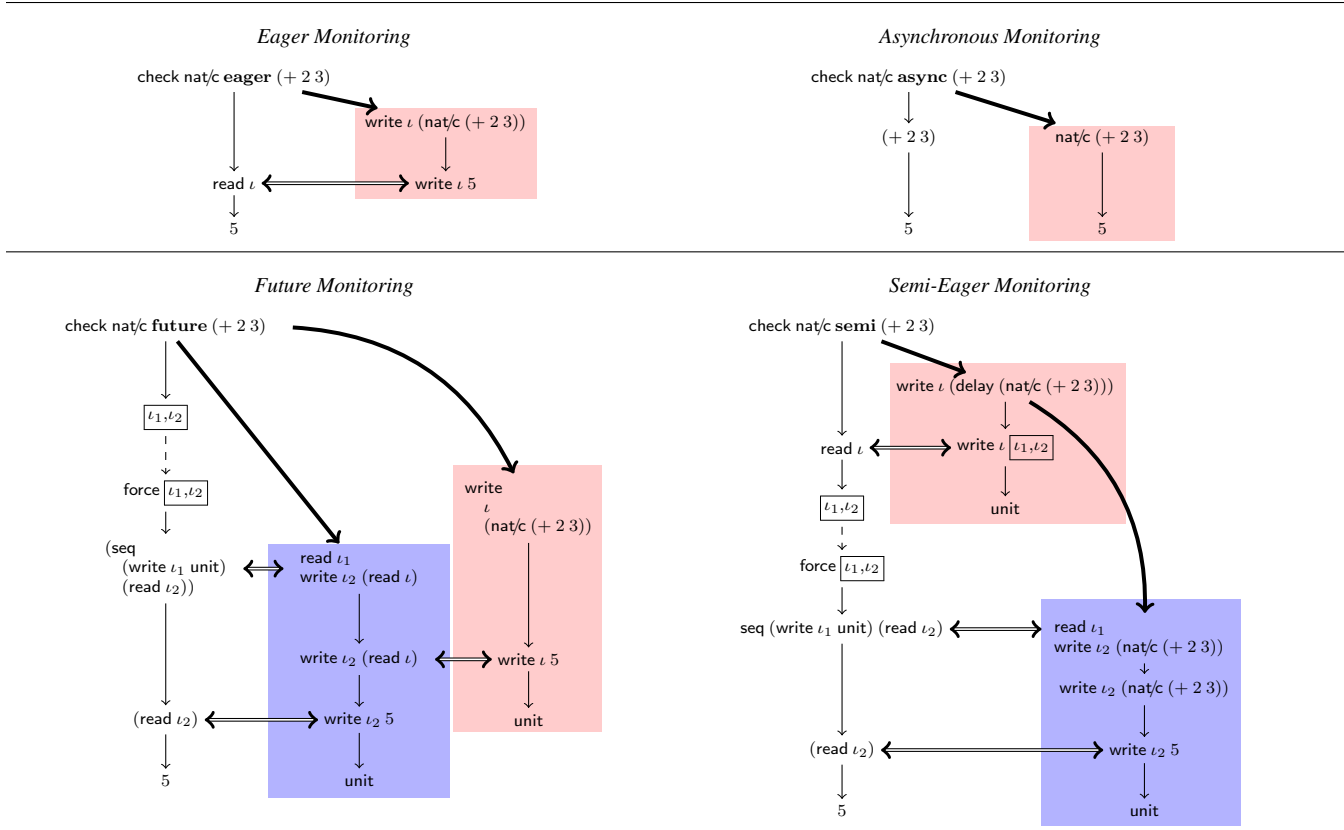 Eager Monitoring
check nat/c eager (+ 2 3)
write ι (nat/c (+ 2 3))
read ι
write ι 5
5
Asynchronous Monitoring
check nat/c async (+ 2 3)
(+ 2 3)
nat/c (+ 2 3)
5
5
Future Monitoring
check nat/c future (+ 2 3)
ι₁,ι₂
force ι₁,ι₂
(seq
(write ι₁ unit)
(read ι₂))
read ι₁
write ι₂ (read ι)
write
ι
(nat/c (+ 2 3))
write ι₂ (read ι)
write ι 5
(read ι₂)
write ι₂ 5
unit
5
unit
Semi-Eager Monitoring
check nat/c semi (+ 2 3)
write ι (delay (nat/c (+ 2 3)))
read ι
write ι ι₁,ι₂
ι₁,ι₂
unit
force ι₁,ι₂
seq (write ι₁ unit) (read ι₂)
read ι₁
write ι₂ (nat/c (+ 2 3))
write ι₂ (nat/c (+ 2 3))
(read ι₂)
write ι₂ 5
5
unit